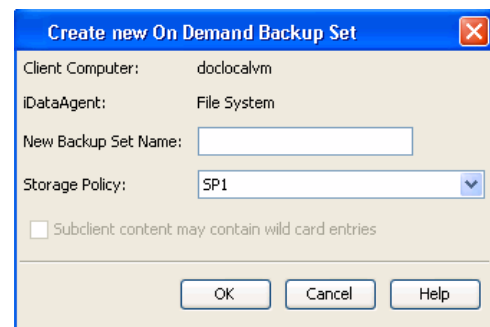 Create new On Demand Backup Set
Client Computer: doclocalvm
iDataAgent: File System
New Backup Set Name:
Storage Policy: SP1
Subclient content may contain wild card entries
OK Cancel Help